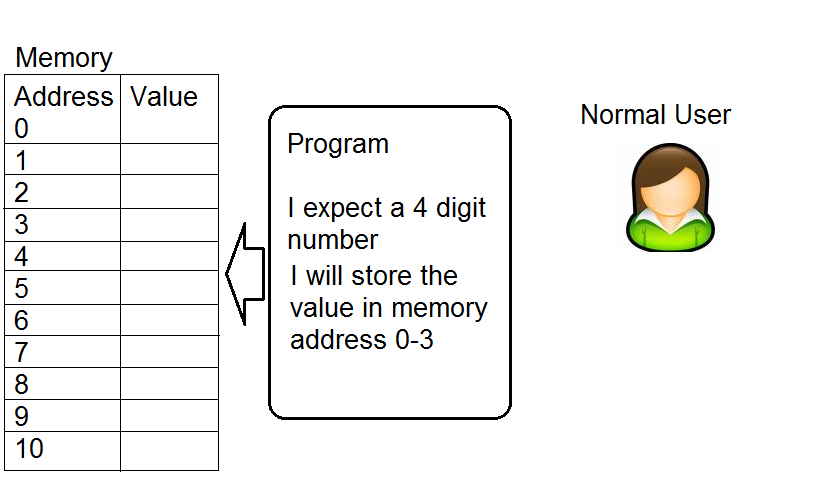 Memory
Address Value
0
1
2
3
4
5
6
7
8
9
10
Program
I expect a 4 digit
number
I will store the
value in memory
address 0-3
Normal User